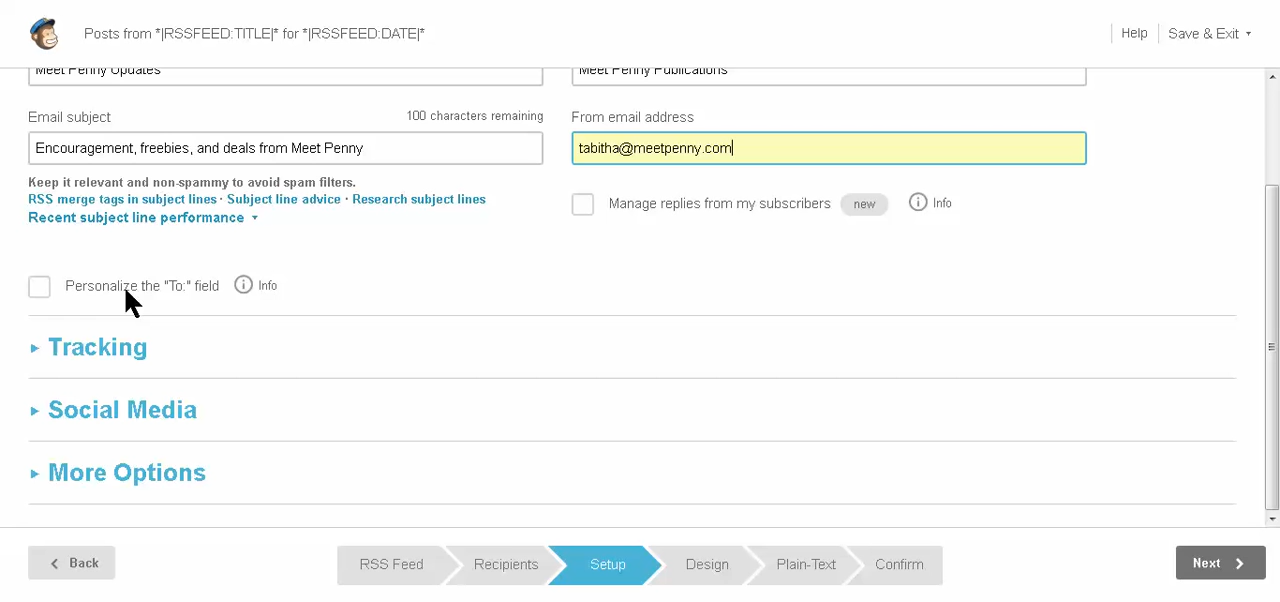 Posts from *|RSSFEED:TITLE|* for *|RSSFEED:DATE|*
Help
Save & Exit
Meet Penny Updates
Meet Penny Publications
Email subject
100 characters remaining
From email address
Encouragement, freebies, and deals from Meet Penny
tabitha@meetpenny.com
Keep it relevant and non-spammy to avoid spam filters.
RSS merge tags in subject lines · Subject line advice · Research subject lines
Recent subject line performance
Manage replies from my subscribers
new
Info
Personalize the "To:" field
Info
Tracking
Social Media
More Options
Back
RSS Feed
Recipients
Setup
Design
Plain-Text
Confirm
Next